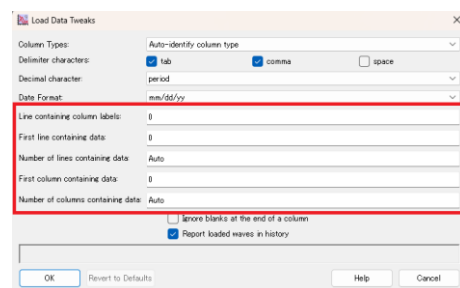 Load Data Tweaks
Column Types: Auto-identify column type
Delimiter characters: tab comma space
Decimal character: period
Date Format: mm/dd/yy
Line containing column labels: 0
First line containing data: 0
Number of lines containing data: Auto
First column containing data: 0
Number of columns containing data: Auto
Ignore blanks at the end of a column
Report loaded waves in history
OK Revert to Defaults Help Cancel